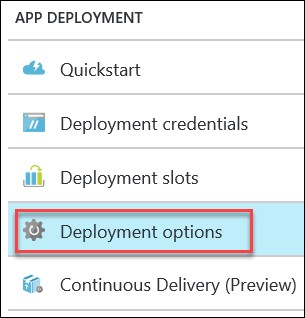 APP DEPLOYMENT
Quickstart
Deployment credentials
Deployment slots
Deployment options
Continuous Delivery (Preview)